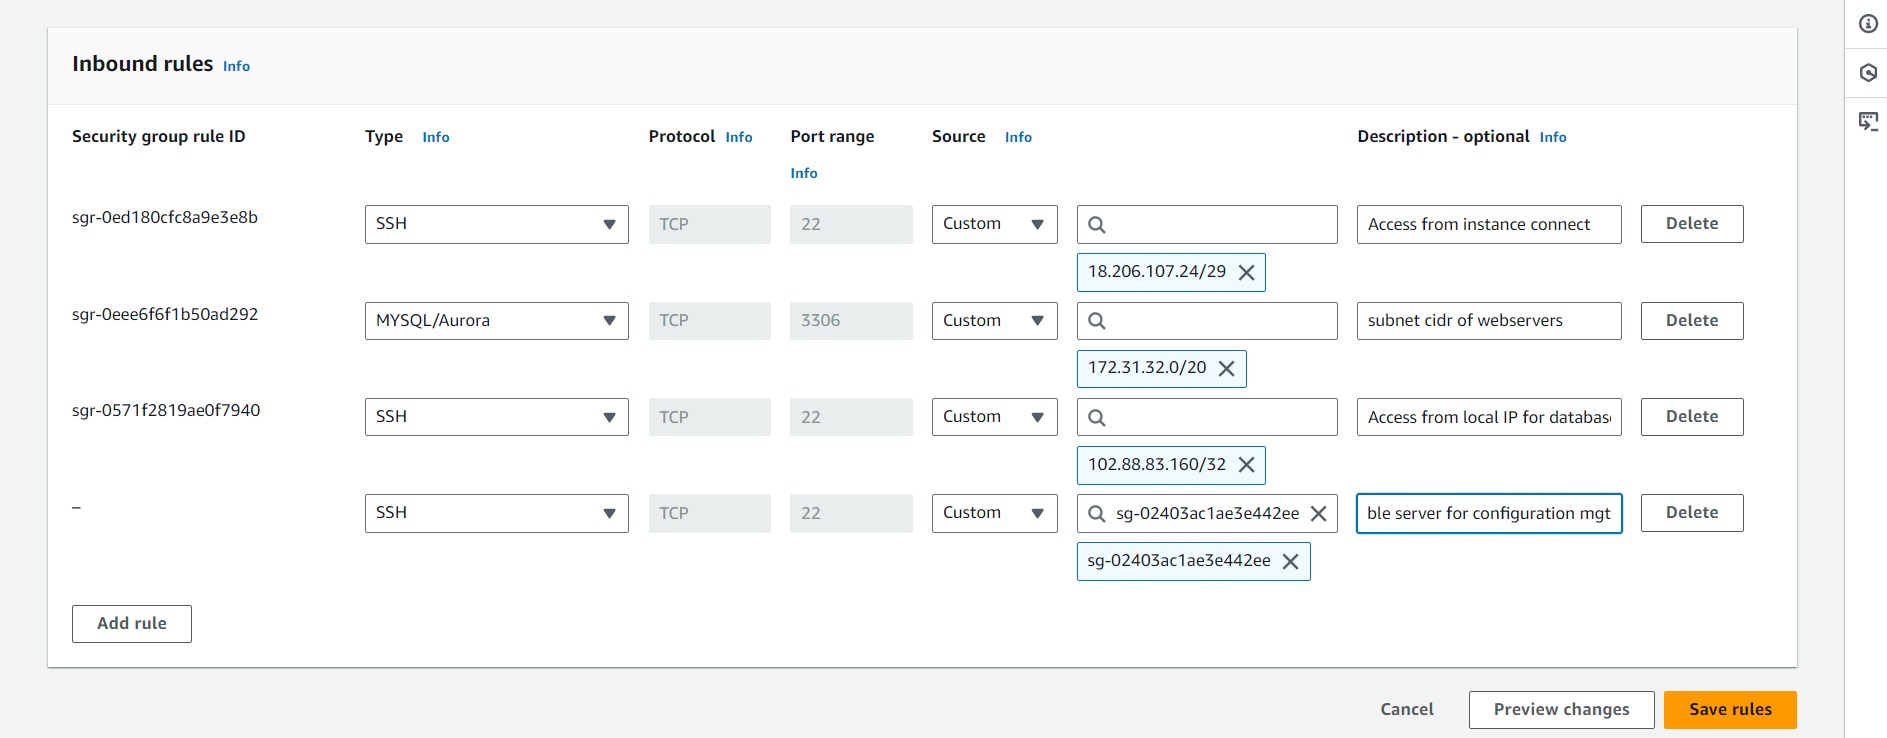 Inbound rules Info
Security group rule ID Type Info Protocol Info Port range Info Source Info Description - optional Info
sgr-0ed180cfc8a9e3e8b SSH TCP 22 Custom Access from instance connect Delete
18.206.107.24/29
sgr-0eee6f6f1b50ad292 MYSQL/Aurora TCP 3306 Custom subnet cidr of webservers Delete
172.31.32.0/20
sgr-0571f2819ae0f7940 SSH TCP 22 Custom Access from local IP for databas Delete
102.88.83.160/32
– SSH TCP 22 Custom sg-02403ac1ae3e442ee ble server for configuration mgt Delete
sg-02403ac1ae3e442ee
Add rule
Cancel Preview changes Save rules